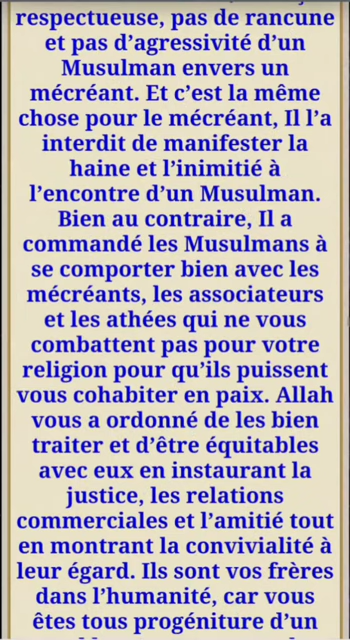 respectueuse, pas de rancune
et pas d’agressivité d’un
Musulman envers un
mécréant. Et c’est la même
chose pour le mécréant, Il l’a
interdit de manifester la
haine et l’inimitié à
l’encontre d’un Musulman.
Bien au contraire, Il a
commandé les Musulmans à
se comporter bien avec les
mécréants, les associateurs
et les athées qui ne vous
combattent pas pour votre
religion pour qu’ils puissent
vous cohabiter en paix. Allah
vous a ordonné de les bien
traiter et d’être équitables
avec eux en instaurant la
justice, les relations
commerciales et l’amitié tout
en montrant la convivialité à
leur égard. Ils sont vos frères
dans l’humanité, car vous
êtes tous progéniture d’un